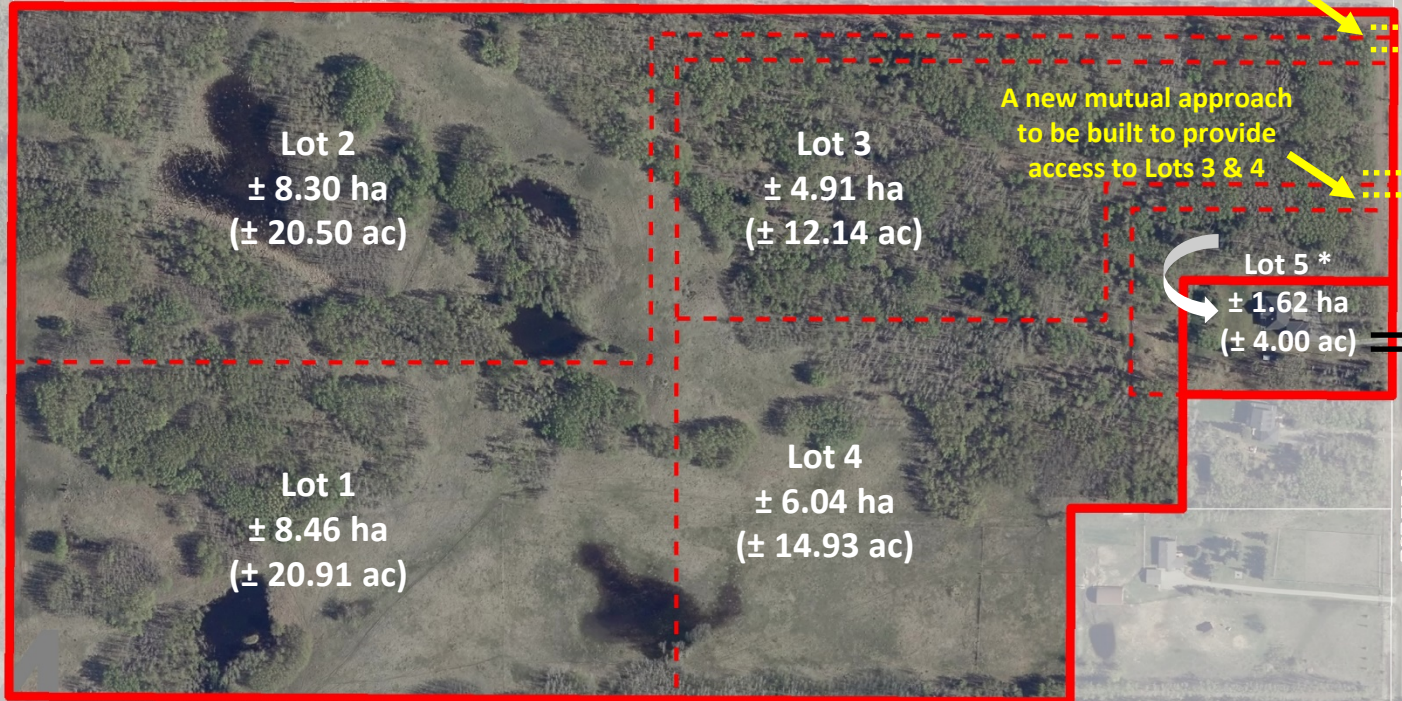 A new mutual approach
to be built to provide
access to Lots 3 & 4
Lot 2
± 8.30 ha
(± 20.50 ac)
Lot 3
± 4.91 ha
(± 12.14 ac)
Lot 5 *
± 1.62 ha
(± 4.00 ac)
Lot 1
± 8.46 ha
(± 20.91 ac)
Lot 4
± 6.04 ha
(± 14.93 ac)